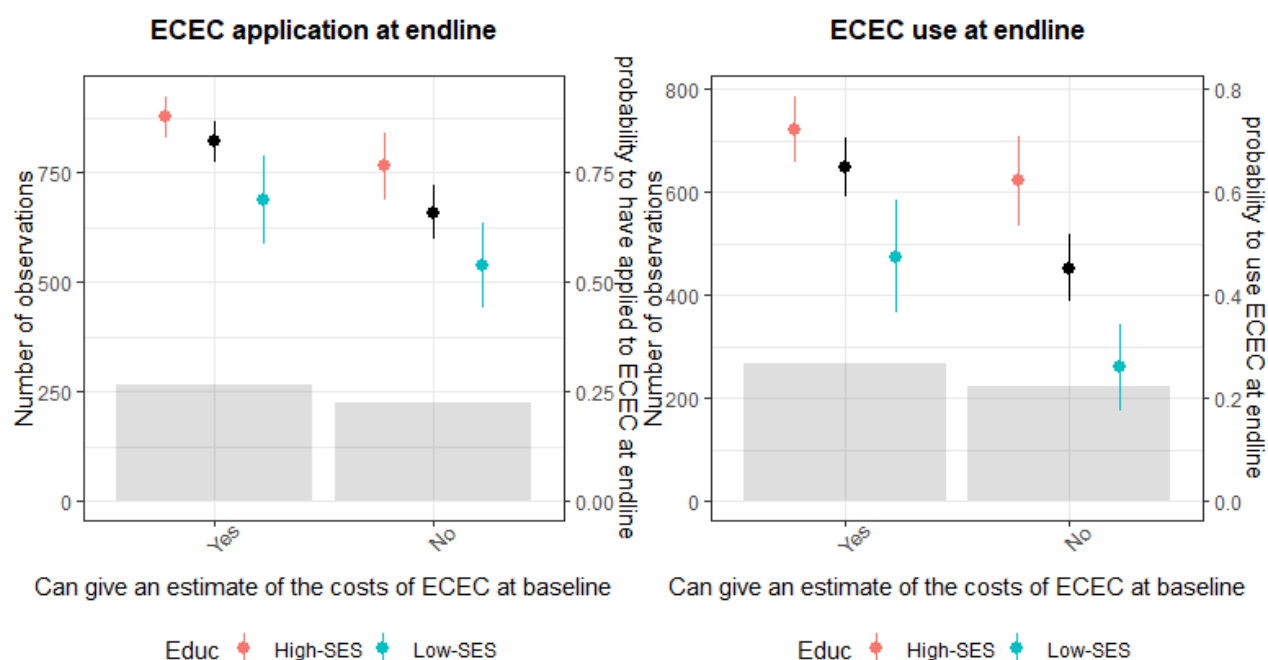 ECEC application at endline
Number of observations
750
500
250
0
0.75
0.50
0.25
0.00
probability to have applied to ECEC at endline
Yes
No
Can give an estimate of the costs of ECEC at baseline
Educ High-SES Low-SES
ECEC use at endline
Number of observations
800
600
400
200
0
0.8
0.6
0.4
0.2
0.0
probability to use ECEC at endline
Yes
No
Can give an estimate of the costs of ECEC at baseline
Educ High-SES Low-SES